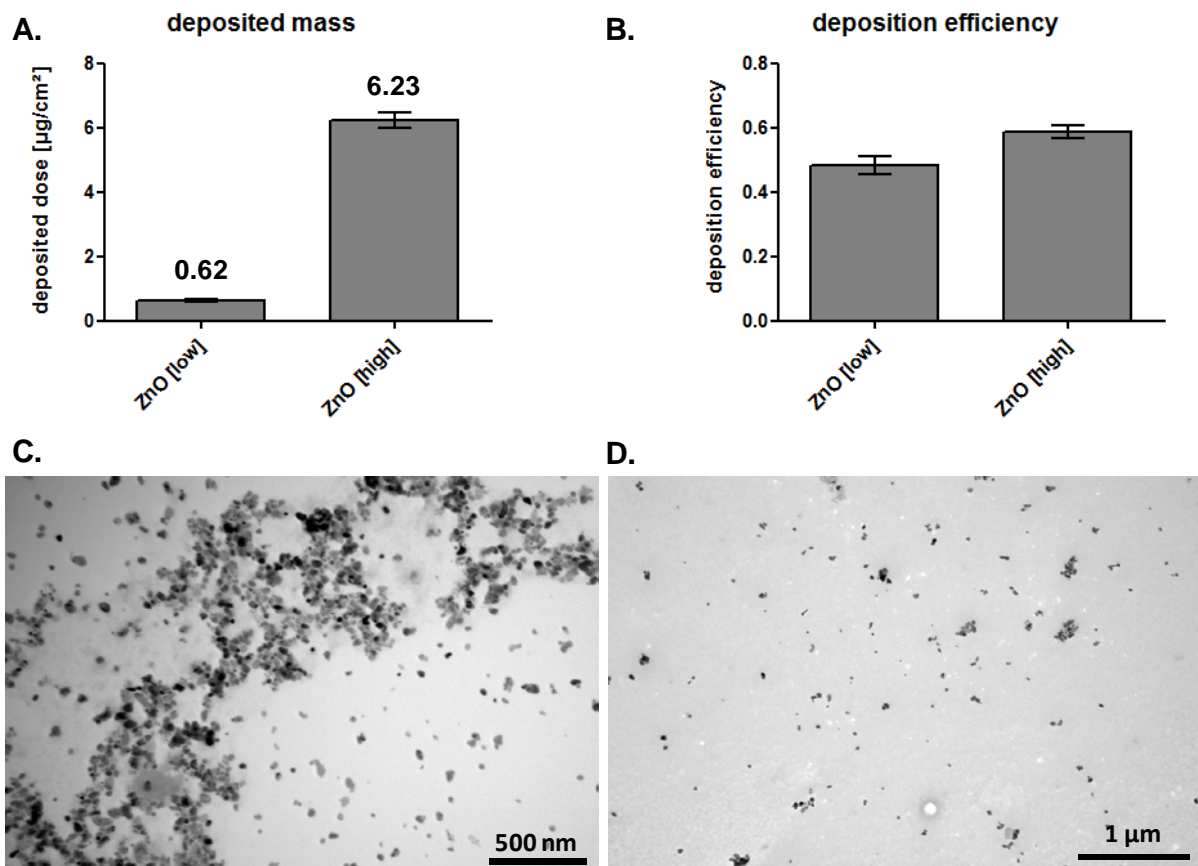 A.
deposited mass
deposited dose [µg/cm²]
8
6
4
2
0
0.62
6.23
ZnO [low]
ZnO [high]
B.
deposition efficiency
deposition efficiency
0.8
0.6
0.4
0.2
0.0
ZnO [low]
ZnO [high]
C.
500 nm
D.
1 µm